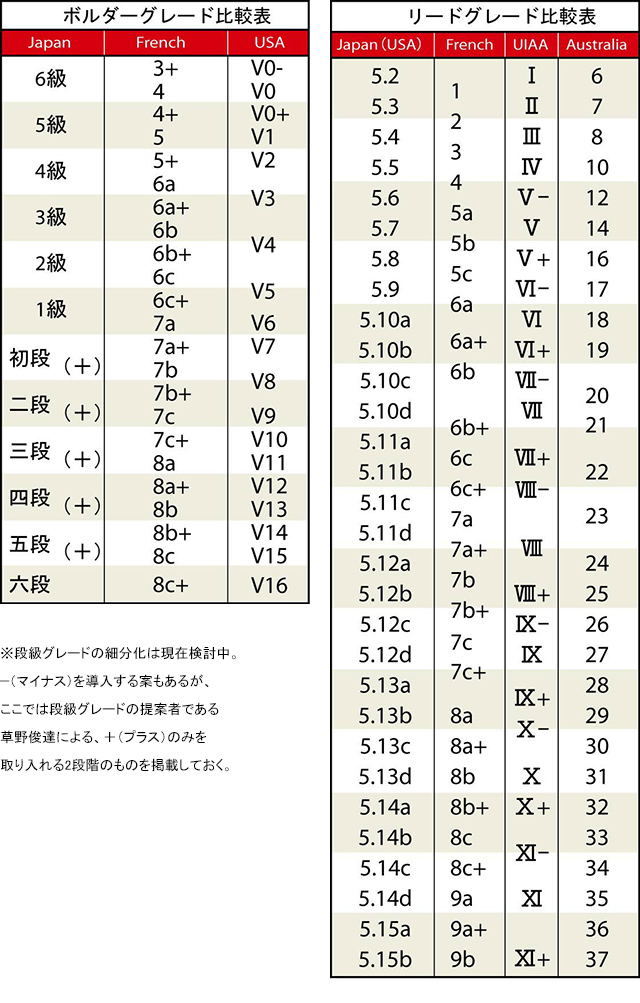 ボルダーグレード比較表
Japan French USA
6級 3+ V0-
4 V0
5級 4+ V0+
5 V1
4級 5+ V2
6a
3級 6a+ V3
6b
2級 6b+ V4
6c
1級 6c+ V5
7a V6
初段（＋） 7a+ V7
7b
二段（＋） 7b+ V8
7c V9
三段（＋） 7c+ V10
8a V11
四段（＋） 8a+ V12
8b V13
五段（＋） 8b+ V14
8c V15
六段 8c+ V16
※段級グレードの細分化は現在検討中。
−（マイナス）を導入する案もあるが、
ここでは段級グレードの提案者である
草野俊達による、＋（プラス）のみを
取り入れる2段階のものを掲載しておく。
リードグレード比較表
Japan（USA） French UIAA Australia
5.2 Ⅰ 6
1
5.3 Ⅱ 7
2
5.4 Ⅲ 8
3
5.5 Ⅳ 10
4
5.6 Ⅴ− 12
5a
5.7 Ⅴ 14
5b
5.8 Ⅴ+ 16
5c
5.9 Ⅵ− 17
6a
5.10a Ⅵ 18
6a+
5.10b Ⅵ+ 19
6b
5.10c Ⅶ− 20
5.10d Ⅶ 21
6b+
5.11a
6c Ⅶ+
5.11b 22
6c+ Ⅷ−
5.11c 23
7a
5.11d Ⅷ
7a+
5.12a 24
7b
5.12b Ⅷ+ 25
7b+
5.12c Ⅸ− 26
7c
5.12d Ⅸ 27
7c+
5.13a 28
Ⅸ+
5.13b 8a 29
Ⅹ−
5.13c 8a+ 30
5.13d 8b Ⅹ 31
5.14a 8b+ Ⅹ+ 32
5.14b 8c 33
Ⅺ−
5.14c 8c+ 34
5.14d 9a Ⅺ 35
5.15a 9a+ 36
5.15b 9b Ⅺ+ 37